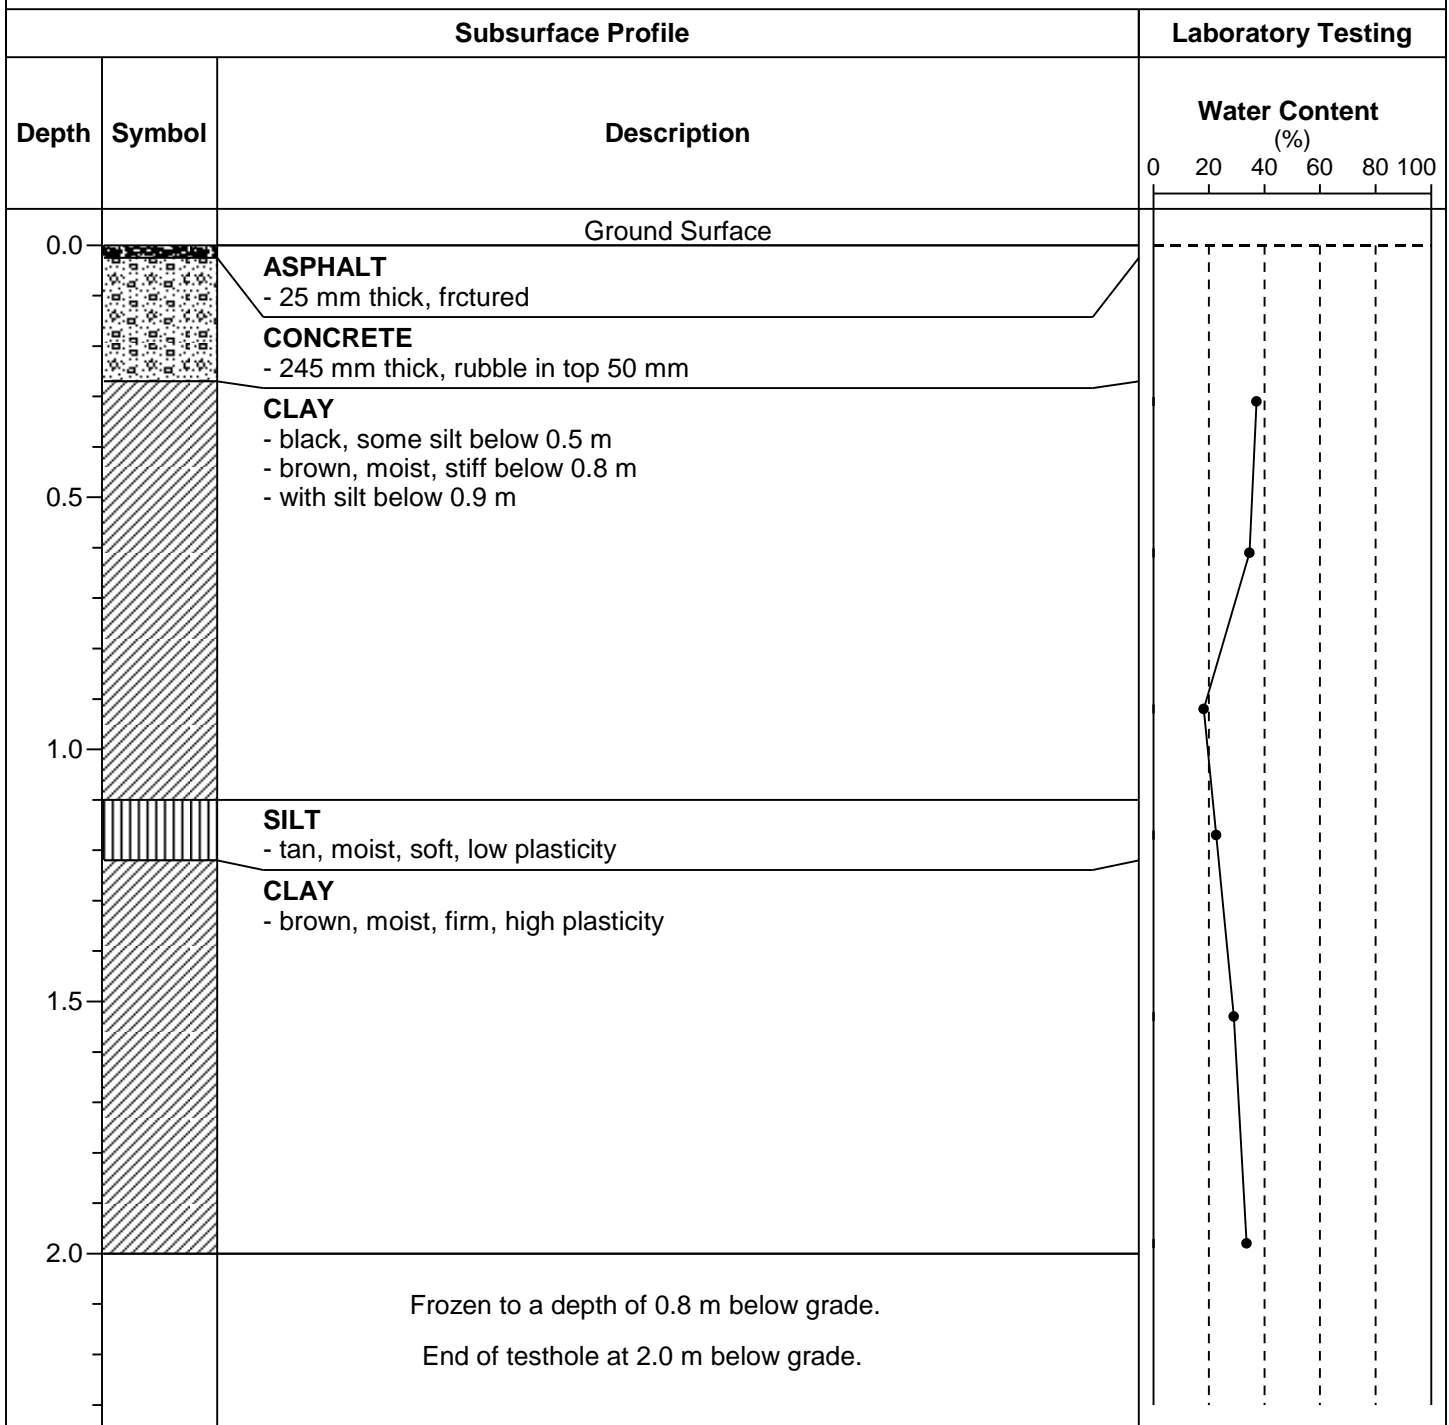 Subsurface Profile
Laboratory Testing
Depth
Symbol
Description
Water Content
(%)
0 20 40 60 80 100
Ground Surface
0.0
ASPHALT
- 25 mm thick, frctured
CONCRETE
- 245 mm thick, rubble in top 50 mm
CLAY
- black, some silt below 0.5 m
- brown, moist, stiff below 0.8 m
- with silt below 0.9 m
0.5
1.0
SILT
- tan, moist, soft, low plasticity
CLAY
- brown, moist, firm, high plasticity
1.5
2.0
Frozen to a depth of 0.8 m below grade.
End of testhole at 2.0 m below grade.